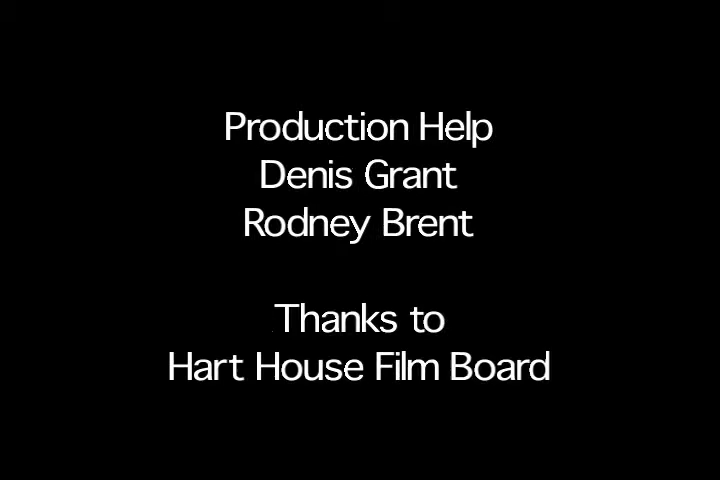 Production Help
Denis Grant
Rodney Brent
Thanks to
Hart House Film Board